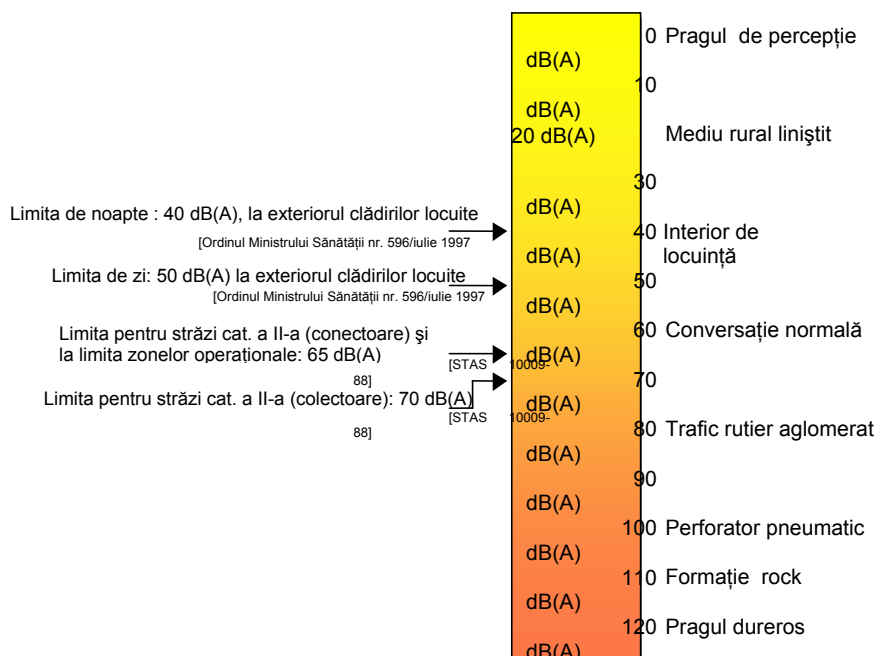 0 Pragul de percepție
dB(A)
10
dB(A)
20 dB(A) Mediu rural liniştit
30
dB(A)
Limita de noapte : 40 dB(A), la exteriorul clădirilor locuite
[Ordinul Ministrului Sănătății nr. 596/iulie 1997
40 Interior de
locuință
dB(A)
Limita de zi: 50 dB(A) la exteriorul clădirilor locuite
[Ordinul Ministrului Sănătății nr. 596/iulie 1997
50
dB(A)
Limita pentru străzi cat. a II-a (conectoare) şi
la limita zonelor operaționale: 65 dB(A)
[STAS 10009-
88]
60 Conversație normală
dB(A)
70
Limita pentru străzi cat. a II-a (colectoare): 70 dB(A)
[STAS 10009-
88]
dB(A)
80 Trafic rutier aglomerat
dB(A)
90
dB(A)
100 Perforator pneumatic
dB(A)
110 Formație rock
dB(A)
120 Pragul dureros
dB(A)